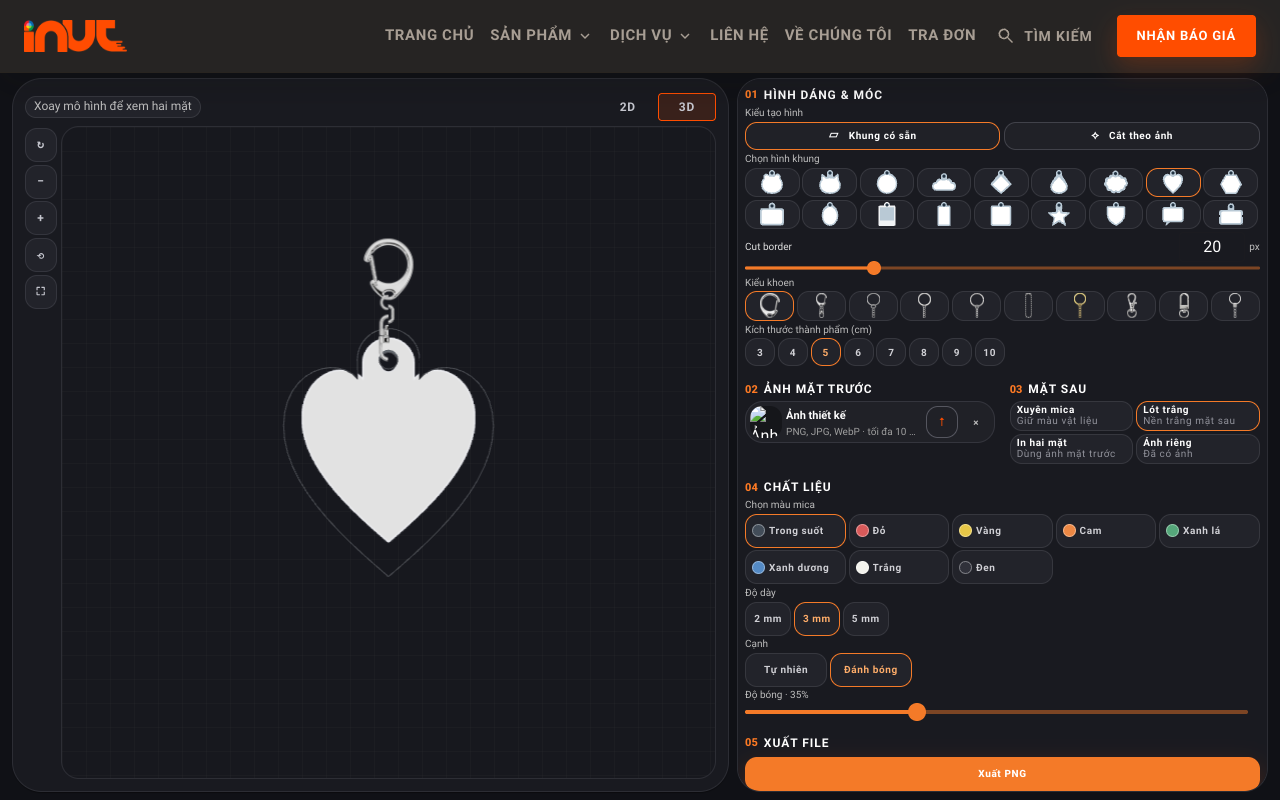 inut
TRANG CHỦ SẢN PHẨM DỊCH VỤ LIÊN HỆ VỀ CHÚNG TÔI TRA ĐƠN TÌM KIẾM NHẬN BÁO GIÁ
Xoay mô hình để xem hai mặt
2D 3D
01 HÌNH DÁNG & MÓC
Kiểu tạo hình
Khung có sẵn Cắt theo ảnh
Chọn hình khung
Cut border 20 px
Kiểu khoen
Kích thước thành phẩm (cm)
3 4 5 6 7 8 9 10
02 ẢNH MẶT TRƯỚC
Ảnh
Ảnh thiết kế
PNG, JPG, WebP · tối đa 10 ...
03 MẶT SAU
Xuyên mica
Giữ màu vật liệu
Lót trắng
Nền trắng mặt sau
In hai mặt
Dùng ảnh mặt trước
Ảnh riêng
Đã có ảnh
04 CHẤT LIỆU
Chọn màu mica
Trong suốt Đỏ Vàng Cam Xanh lá
Xanh dương Trắng Đen
Độ dày
2 mm 3 mm 5 mm
Cạnh
Tự nhiên Đánh bóng
Độ bóng · 35%
05 XUẤT FILE
Xuất PNG